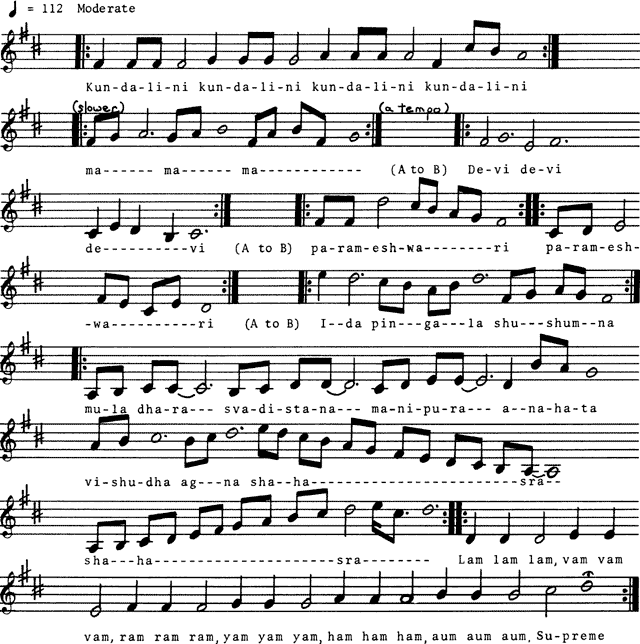 ♩ = 112 Moderate
Kun-da-li-ni kun-da-li-ni kun-da-li-ni kun-da-li-ni
(slower) (a tempo)
ma------ ma------ ma------------ (A to B) De-vi de-vi
de----------vi (A to B) pa-ram-esh-wa--------ri pa-ram-esh-
-wa----------ri (A to B) I--da pin---ga---la shu---shum--na
mu-la dha-ra--- sva-di-sta-na--- ma-ni-pu-ra--- a--na-ha-ta
vi-shu-dha ag---na sha--ha---------------------sra--
sha---ha------------------------sra-------- Lam lam lam, vam vam
vam, ram ram ram, yam yam yam, ham ham ham, aum aum aum. Su-preme